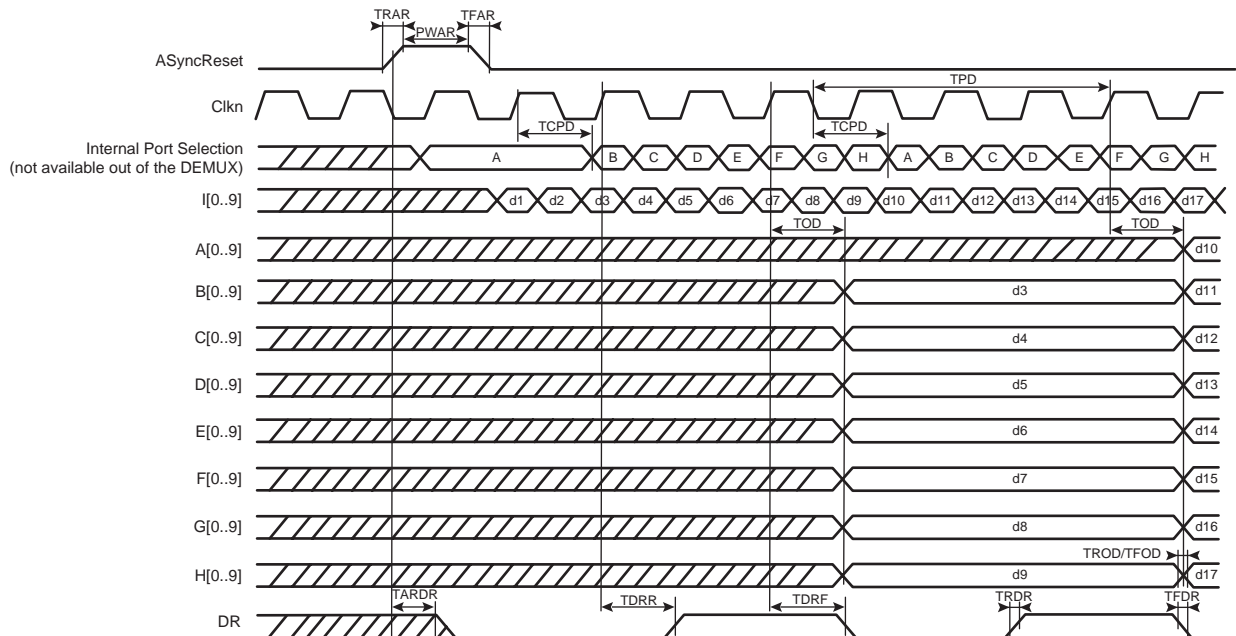 TRAR TFAR
PWAR
ASyncReset
TPD
Clkn
TCPD TCPD
Internal Port Selection
(not available out of the DEMUX)
A B C D E F G H A B C D E F G H
I[0..9] d1 d2 d3 d4 d5 d6 d7 d8 d9 d10 d11 d12 d13 d14 d15 d16 d17
TOD TOD
A[0..9] d10
B[0..9] d3 d11
C[0..9] d4 d12
D[0..9] d5 d13
E[0..9] d6 d14
F[0..9] d7 d15
G[0..9] d8 d16
TROD/TFOD
H[0..9] d9 d17
TARDR TDRR TDRF TRDR TFDR
DR